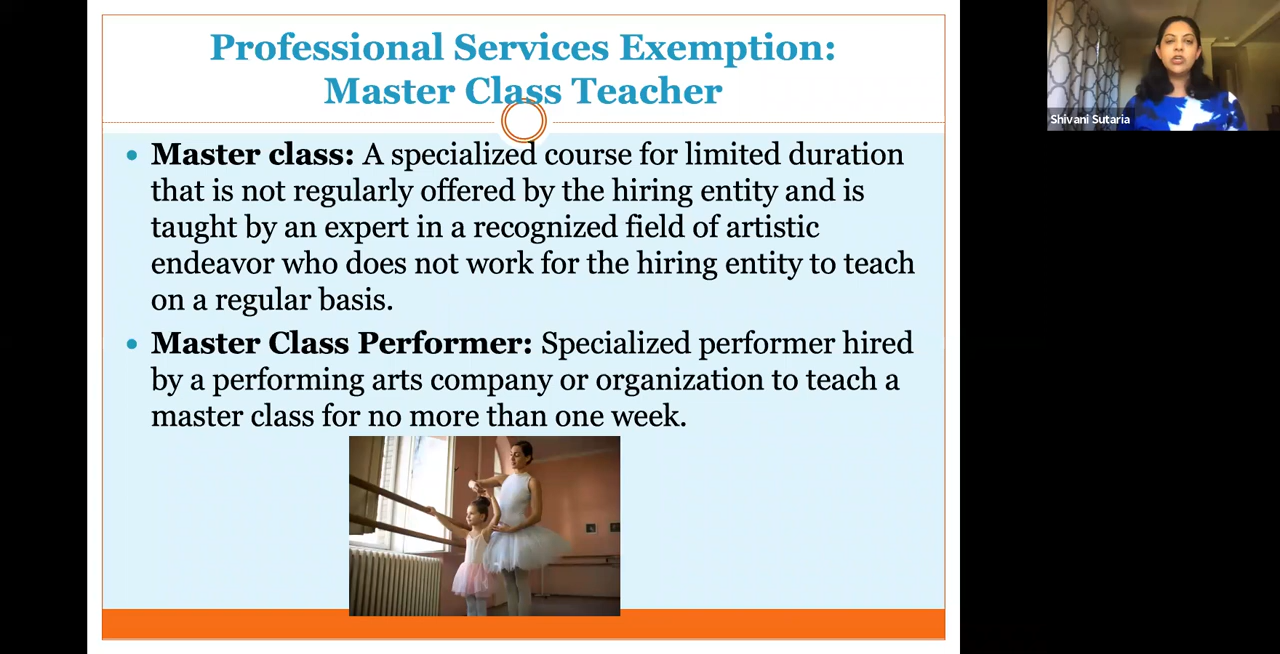 Professional Services Exemption:
Master Class Teacher
• Master class: A specialized course for limited duration
that is not regularly offered by the hiring entity and is
taught by an expert in a recognized field of artistic
endeavor who does not work for the hiring entity to teach
on a regular basis.
• Master Class Performer: Specialized performer hired
by a performing arts company or organization to teach a
master class for no more than one week.
Shivani Sutaria